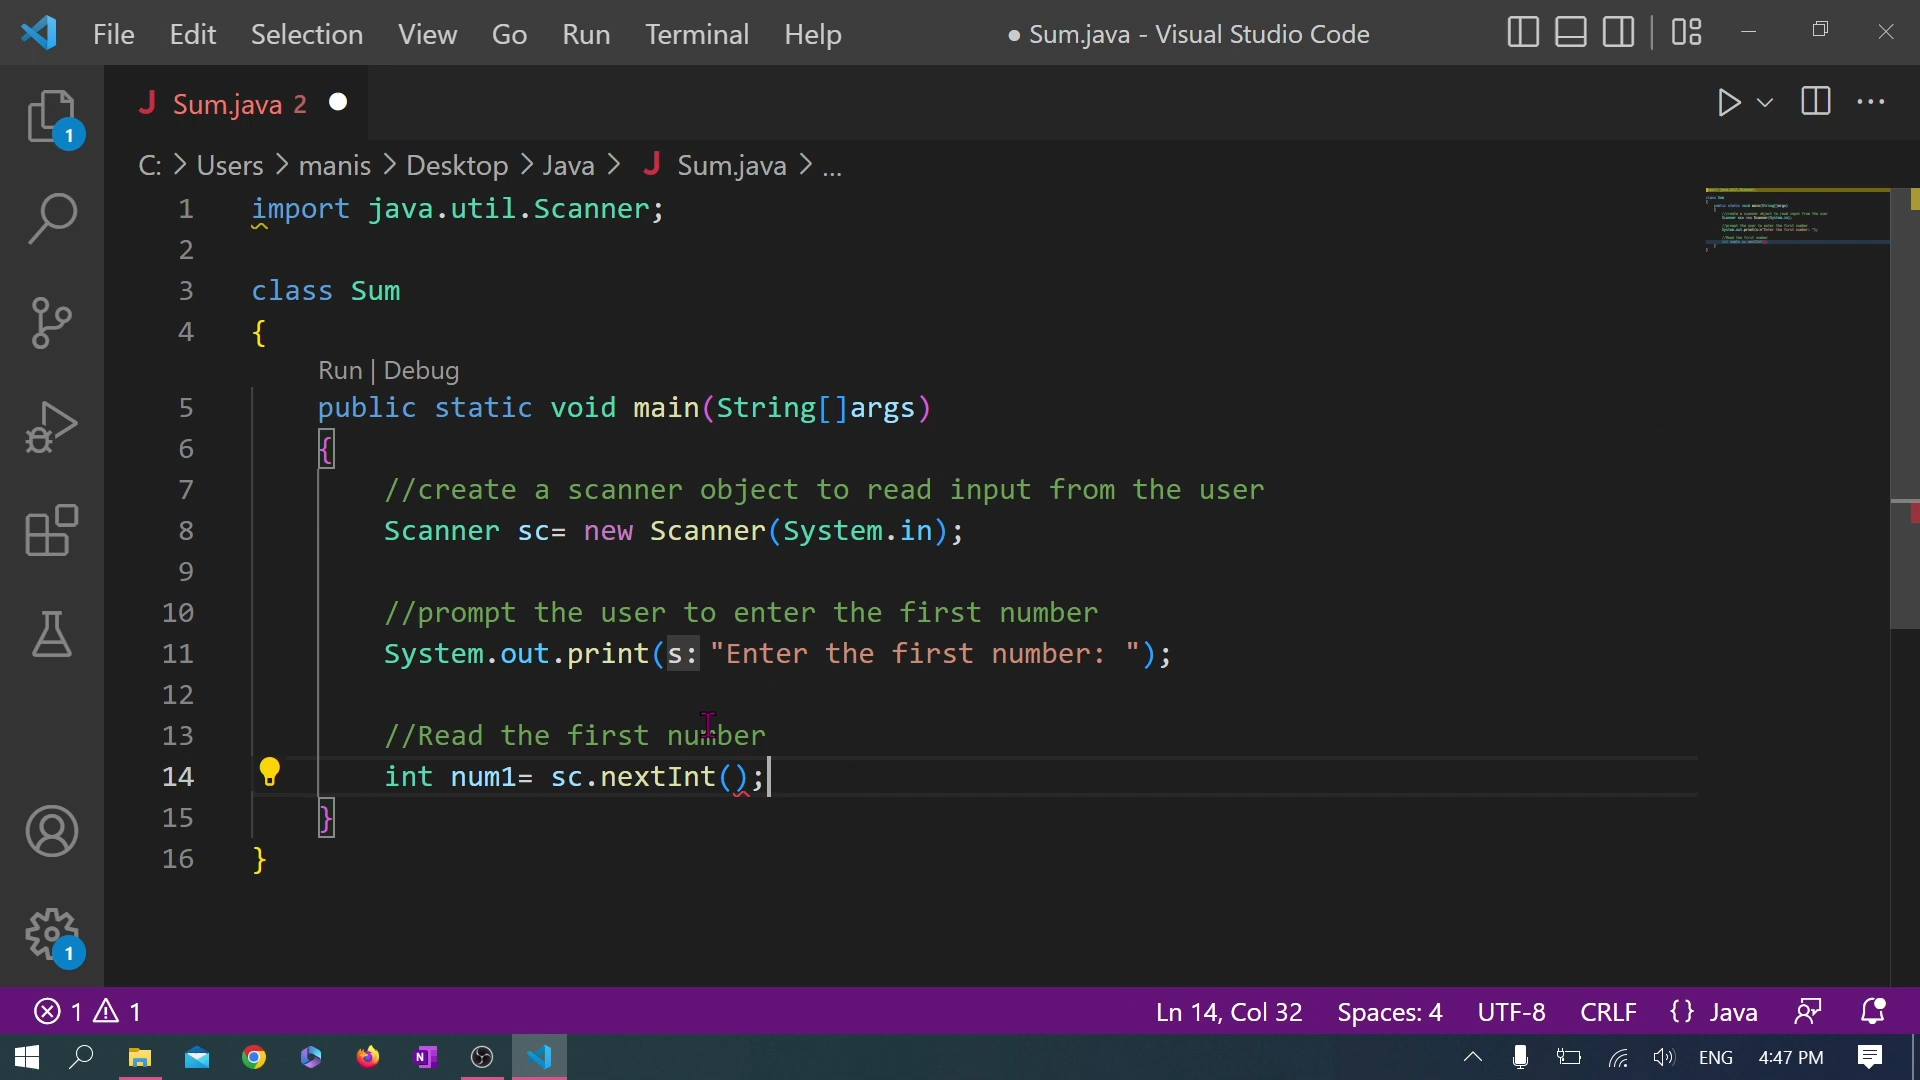 File Edit Selection View Go Run Terminal Help ● Sum.java - Visual Studio Code
J Sum.java 2
C: > Users > manis > Desktop > Java > J Sum.java > ...
1 import java.util.Scanner;
2
3 class Sum
4 {
Run | Debug
5 public static void main(String[]args)
6 {
7 //create a scanner object to read input from the user
8 Scanner sc= new Scanner(System.in);
9
10 //prompt the user to enter the first number
11 System.out.print(s: "Enter the first number: ");
12
13 //Read the first number
14 int num1= sc.nextInt();
15 }
16 }
1
1
1 1 Ln 14, Col 32 Spaces: 4 UTF-8 CRLF {} Java
N ENG 4:47 PM